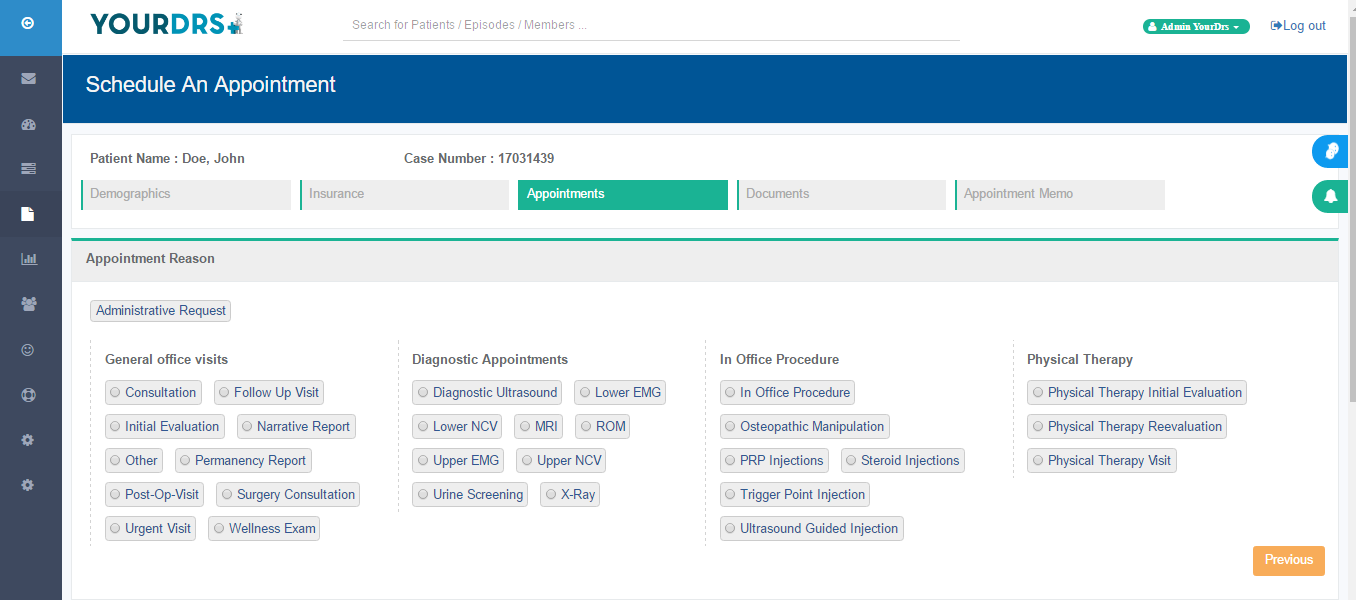 YOURDRS
Search for Patients / Episodes / Members ...
Admin YourDrs
Log out
Schedule An Appointment
Patient Name : Doe, John Case Number : 17031439
Demographics Insurance Appointments Documents Appointment Memo
Appointment Reason
Administrative Request
General office visits
Consultation Follow Up Visit
Initial Evaluation Narrative Report
Other Permanency Report
Post-Op-Visit Surgery Consultation
Urgent Visit Wellness Exam
Diagnostic Appointments
Diagnostic Ultrasound Lower EMG
Lower NCV MRI ROM
Upper EMG Upper NCV
Urine Screening X-Ray
In Office Procedure
In Office Procedure
Osteopathic Manipulation
PRP Injections Steroid Injections
Trigger Point Injection
Ultrasound Guided Injection
Physical Therapy
Physical Therapy Initial Evaluation
Physical Therapy Reevaluation
Physical Therapy Visit
Previous